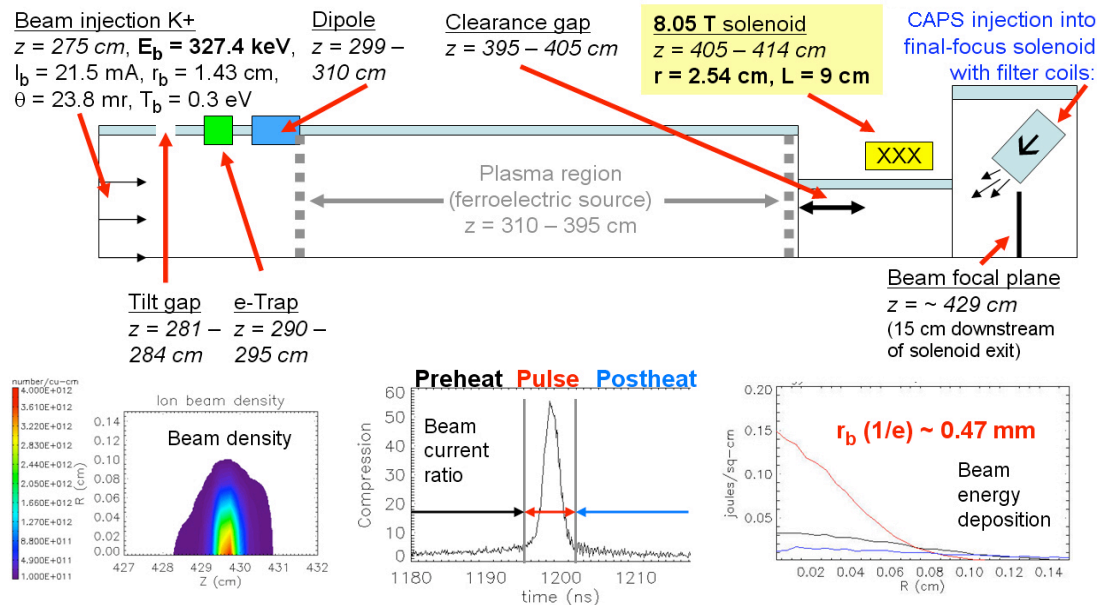 Beam injection K+
z = 275 cm, E_b = 327.4 keV,
I_b = 21.5 mA, r_b = 1.43 cm,
θ = 23.8 mr, T_b = 0.3 eV
Dipole
z = 299 –
310 cm
Clearance gap
z = 395 – 405 cm
8.05 T solenoid
z = 405 – 414 cm
r = 2.54 cm, L = 9 cm
CAPS injection into
final-focus solenoid
with filter coils:
XXX
Plasma region
(ferroelectric source)
z = 310 – 395 cm
Tilt gap
z = 281 –
284 cm
e-Trap
z = 290 –
295 cm
Beam focal plane
z = ~ 429 cm
(15 cm downstream
of solenoid exit)
number/cu-cm
4.000E+012
3.610E+012
3.220E+012
2.830E+012
2.440E+012
2.050E+012
1.660E+012
1.270E+012
8.800E+011
4.900E+011
1.000E+011
Ion beam density
Beam density
R (cm)
0.14
0.12
0.10
0.08
0.06
0.04
0.02
0.00
427 428 429 430 431 432
Z (cm)
Preheat Pulse Postheat
Beam
current
ratio
Compression
60
50
40
30
20
10
0
1180 1190 1200 1210
time (ns)
r_b (1/e) ~ 0.47 mm
Beam
energy
deposition
joules/sq-cm
0.20
0.15
0.10
0.05
0.02 0.04 0.06 0.08 0.10 0.12 0.14
R (cm)